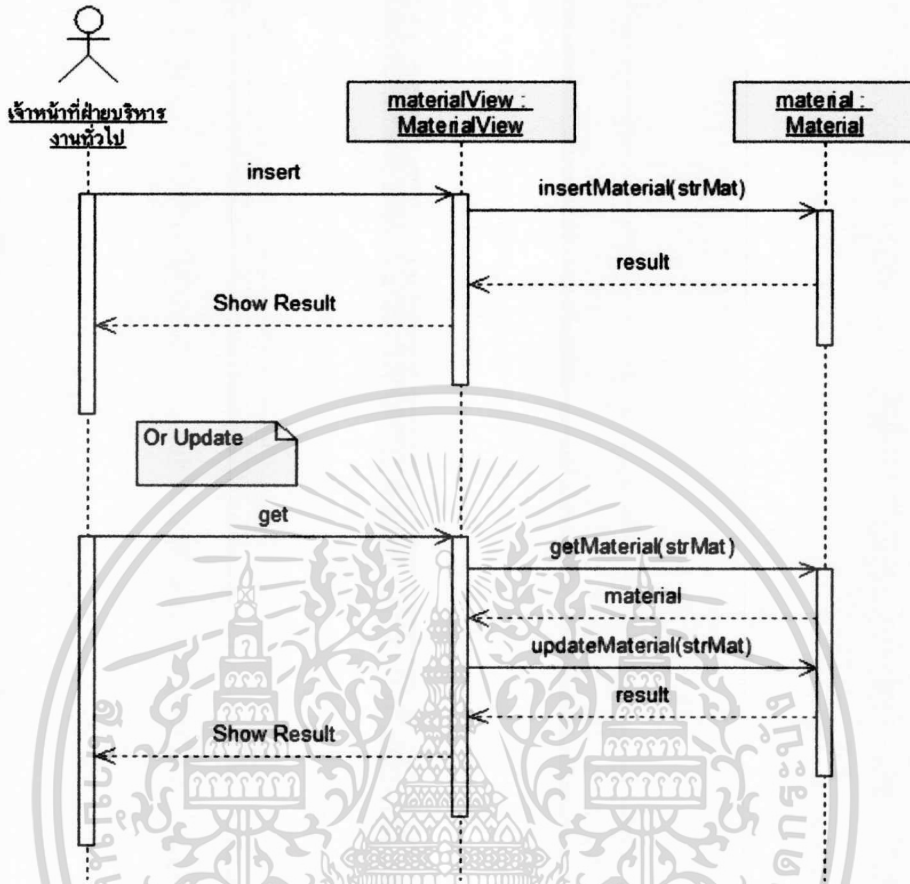 เจ้าหน้าที่ฝ่ายบริหาร
งานทั่วไป
materialView :
MaterialView
material :
Material
insert
insertMaterial(strMat)
result
Show Result
Or Update
get
getMaterial(strMat)
material
updateMaterial(strMat)
result
Show Result